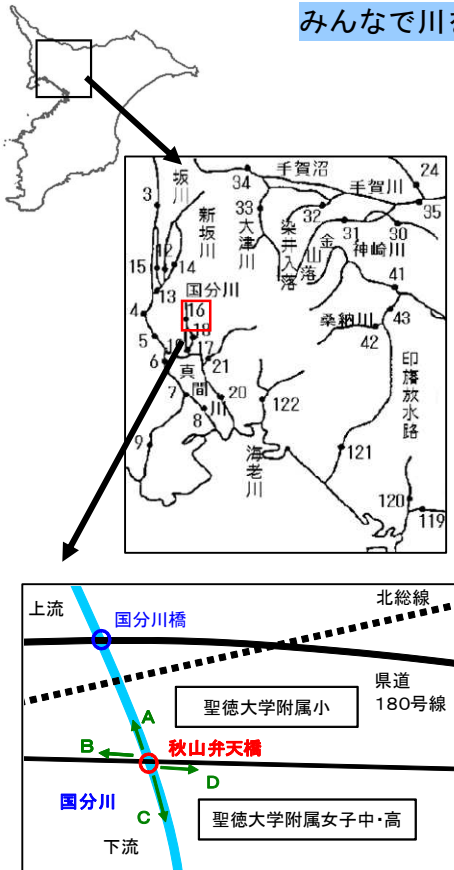 みんなで川を
坂川
3
新坂川
34
手賀沼
手賀川
24
33
大津川
染井入落
32
31
金山落
30
35
神崎川
15
12
14
13
国分川
16
41
桑納川
43
42
4
5
18
17
6
真間川
21
7
20
8
9
海老川
122
印旛放水路
121
120
119
上流
国分川橋
北総線
県道
180号線
聖徳大学附属小
A
B
秋山弁天橋
D
国分川
C
聖徳大学附属女子中・高
下流